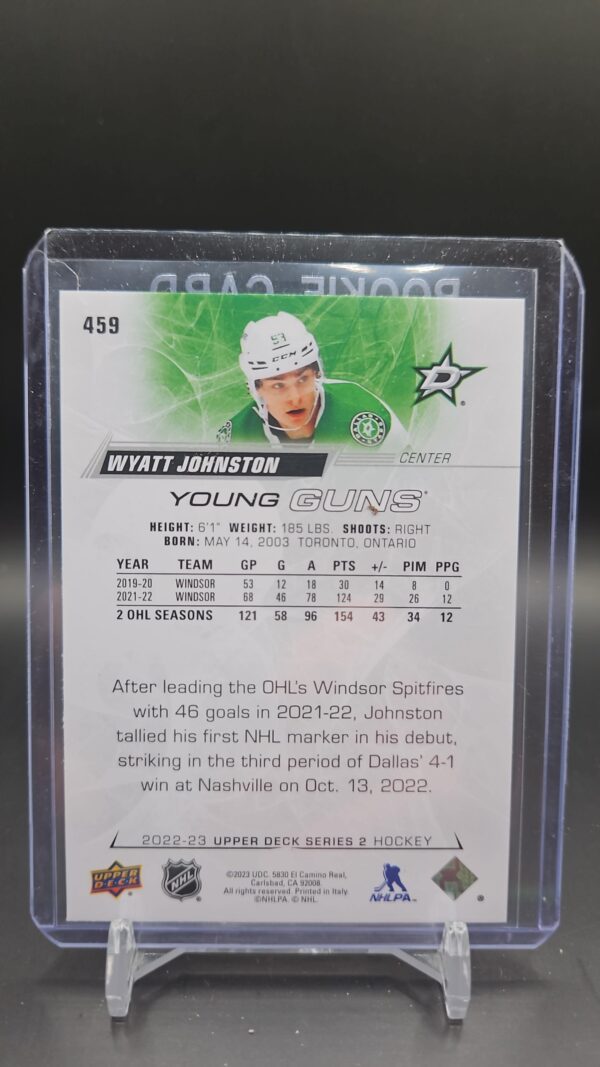 ROOKIE CARD
459
53
CCM
DALLAS
D
WYATT JOHNSTON
CENTER
YOUNG GUNS
HEIGHT: 6'1" WEIGHT: 185 LBS. SHOOTS: RIGHT
BORN: MAY 14, 2003 TORONTO, ONTARIO
YEAR TEAM GP G A PTS +/- PIM PPG
2019-20 WINDSOR 53 12 18 30 14 8 0
2021-22 WINDSOR 68 46 78 124 29 26 12
2 OHL SEASONS 121 58 96 154 43 34 12
After leading the OHL's Windsor Spitfires
with 46 goals in 2021-22, Johnston
tallied his first NHL marker in his debut,
striking in the third period of Dallas' 4-1
win at Nashville on Oct. 13, 2022.
2022-23 UPPER DECK SERIES 2 HOCKEY
UPPER DECK
NHL
©2023 UDC. 5830 El Camino Real,
Carlsbad, CA 92008.
All rights reserved. Printed in Italy.
©NHLPA. © NHL.
NHLPA